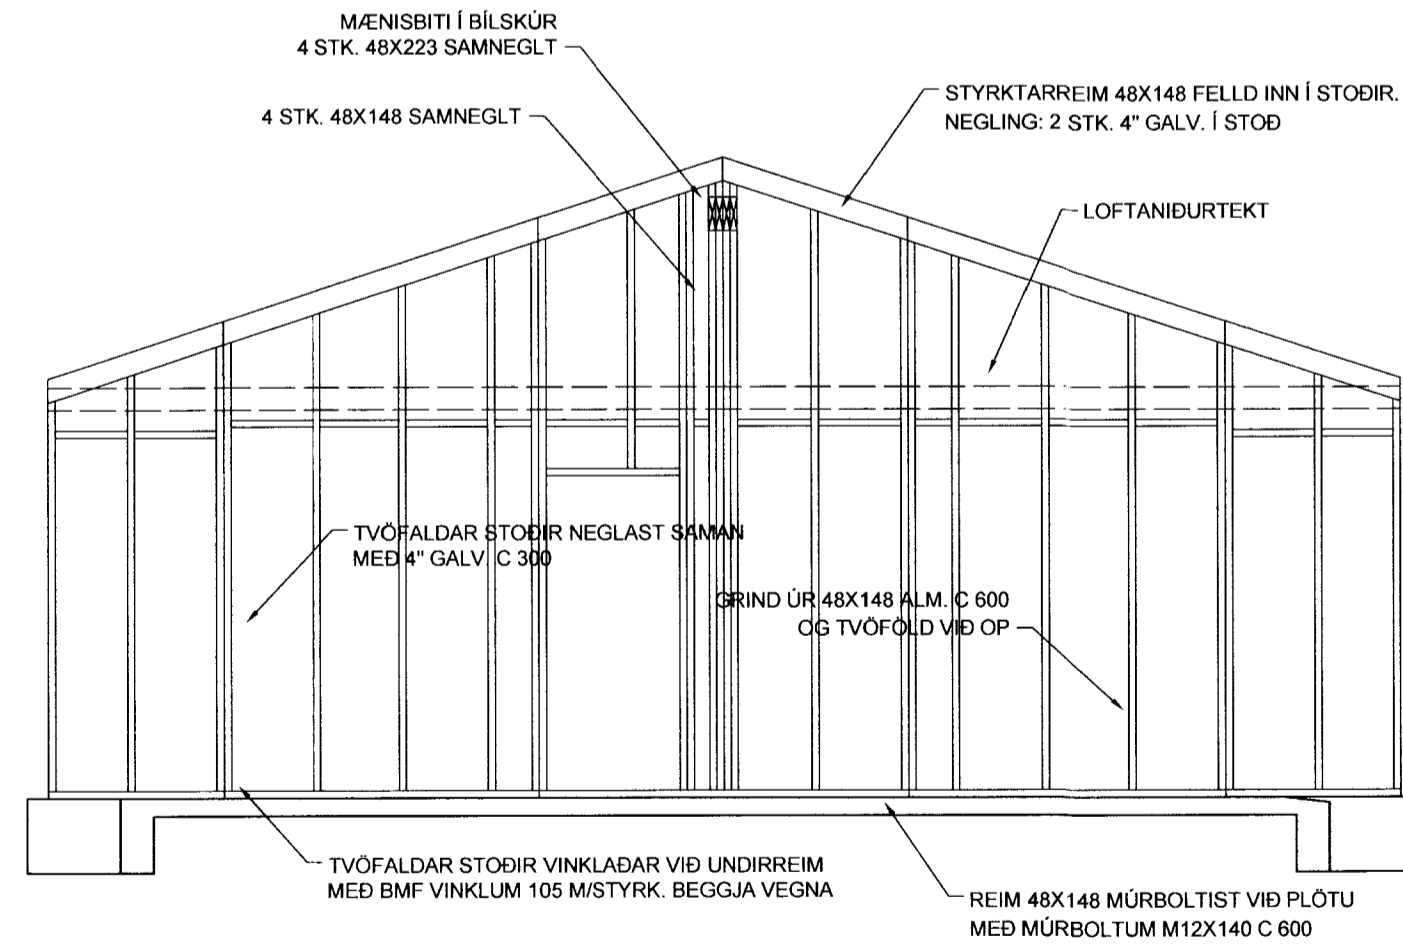 MÆNISBITI Í BÍLSKÚR
4 STK. 48X223 SAMNEGLT
4 STK. 48X148 SAMNEGLT
STYRKTARREIM 48X148 FELLD INN Í STOÐIR.
NEGLING: 2 STK. 4" GALV. Í STOÐ
LOFTANIÐURTEKT
TVÖFALDAR STOÐIR NEGLAST SAMAN
MEÐ 4" GALV. C 300
GRIND ÚR 48X148 ALM. C 600
OG TVÖFÖLD VIÐ OP
TVÖFALDAR STOÐIR VINKLAÐAR VIÐ UNDIRREIM
MEÐ BMF VINKLUM 105 M/STYRK. BEGGJA VEGNA
REIM 48X148 MÚRBOLTIST VIÐ PLÖTU
MEÐ MÚRBOLTUM M12X140 C 600